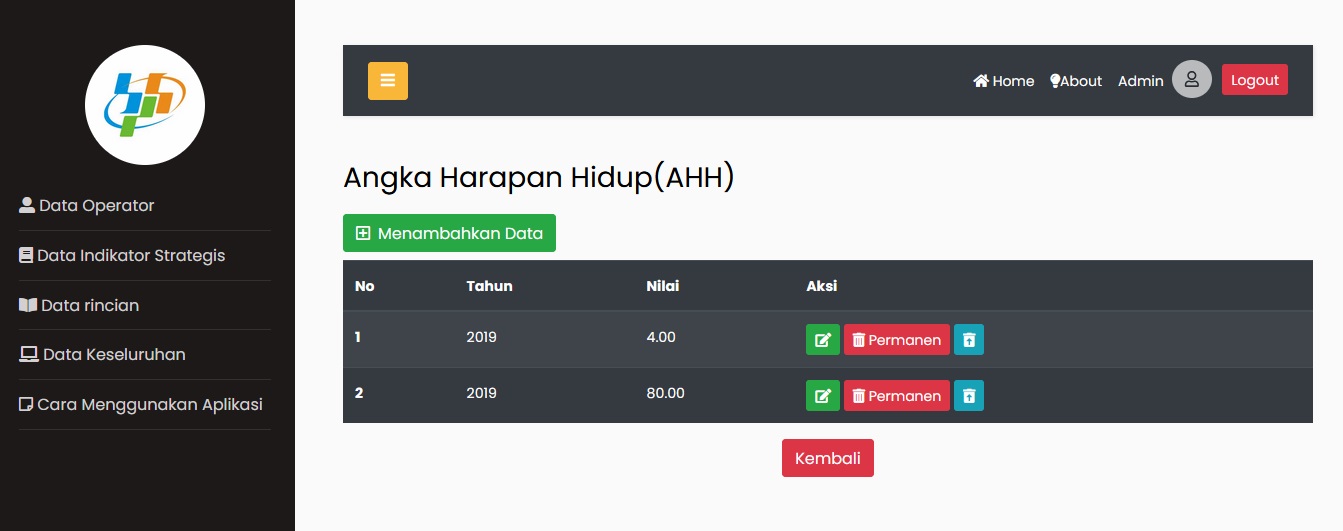 Home About Admin Logout
Data Operator
Data Indikator Strategis
Data rincian
Data Keseluruhan
Cara Menggunakan Aplikasi
Angka Harapan Hidup(AHH)
Menambahkan Data
No Tahun Nilai Aksi
1 2019 4.00 Permanen
2 2019 80.00 Permanen
Kembali